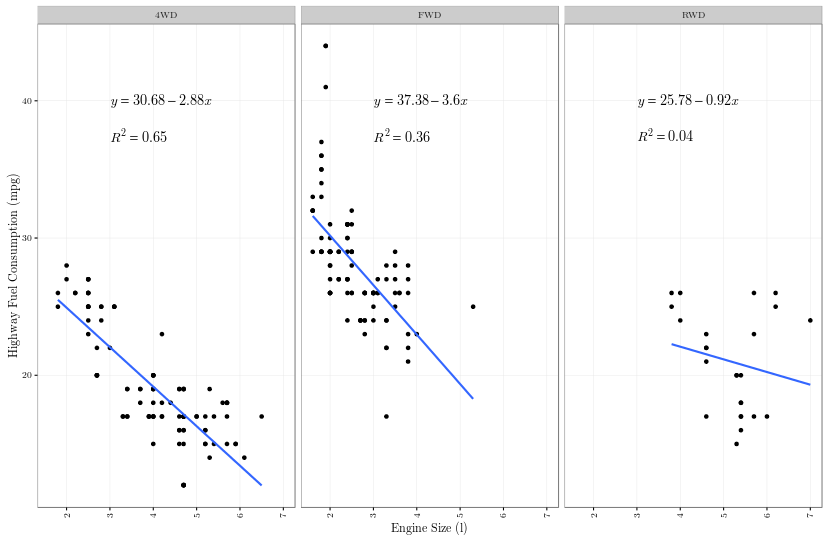 4WD FWD RWD
y = 30.68 − 2.88x
R² = 0.65
y = 37.38 − 3.6x
R² = 0.36
y = 25.78 − 0.92x
R² = 0.04
Highway Fuel Consumption (mpg)
40
30
20
2 3 4 5 6 7 2 3 4 5 6 7 2 3 4 5 6 7
Engine Size (l)